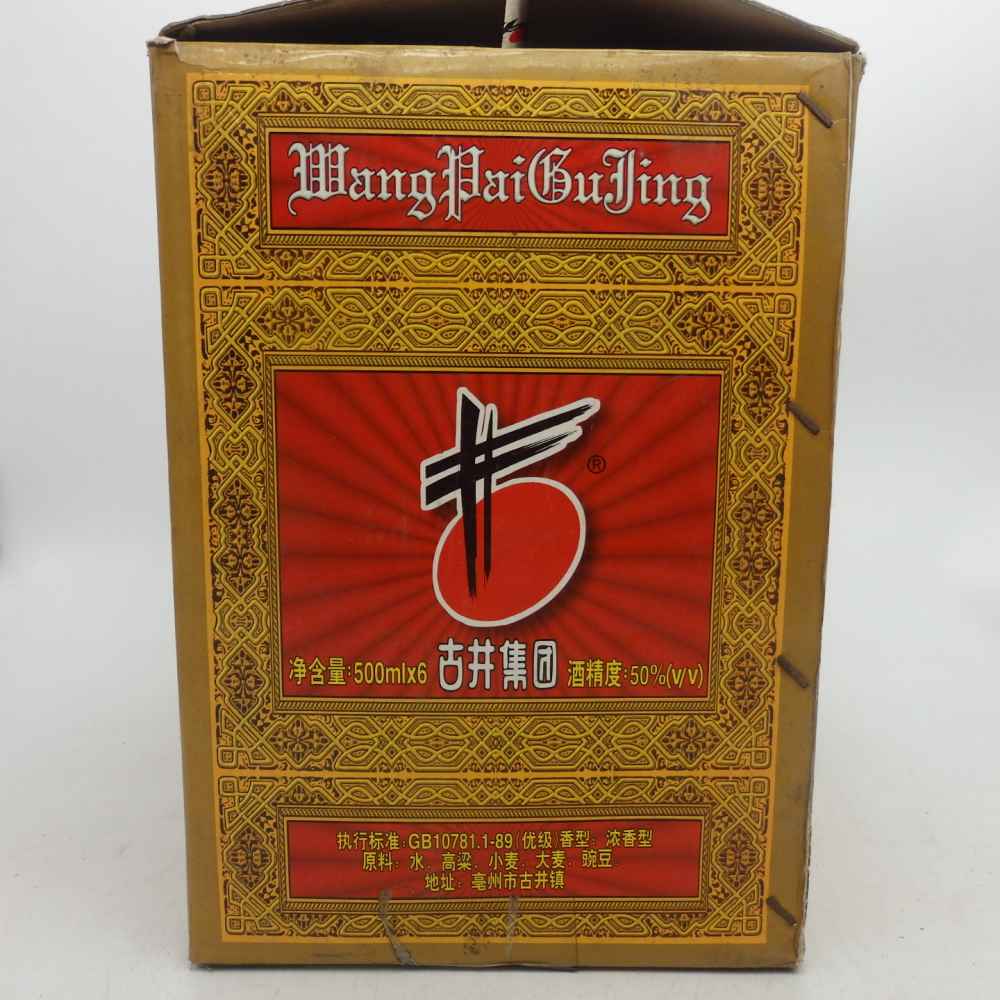 WangPaiGuJing
®
净含量:500mlx6 古井集团 酒精度:50%(v/v)
执行标准:GB10781.1-89(优级)香型:浓香型
原料:水、高粱、小麦、大麦、豌豆
地址:亳州市古井镇